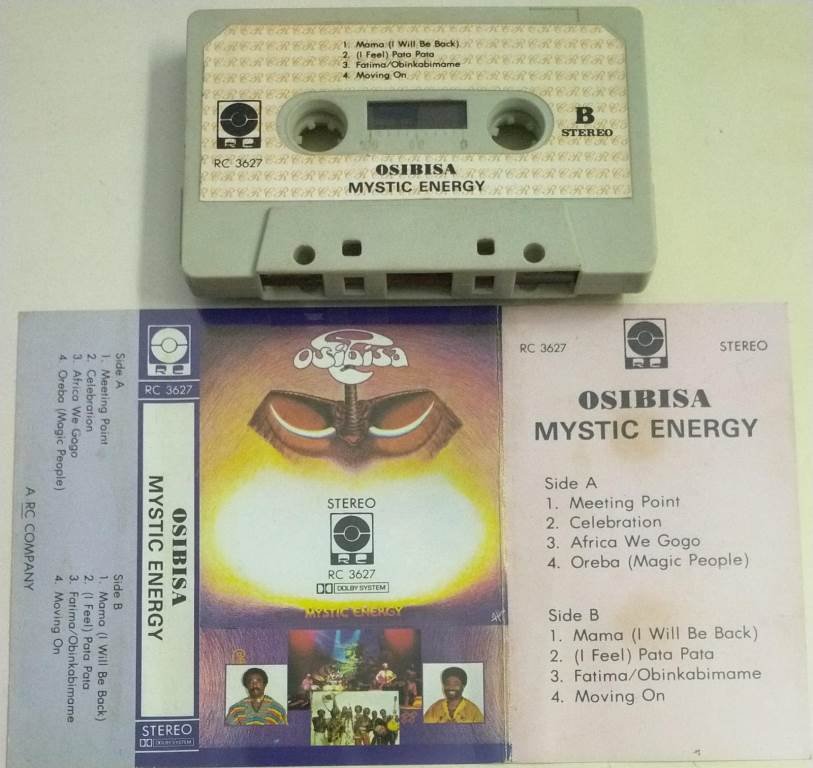 1. Mama (I Will Be Back)
2. (I Feel) Pata Pata
3. Fatima/Obinkabimame
4. Moving On
RC
RC 3627
B
STEREO
OSIBISA
MYSTIC ENERGY
Side A
1. Meeting Point
2. Celebration
3. Africa We Gogo
4. Oreba (Magic People)
Side B
1. Mama (I Will Be Back)
2. (I Feel) Pata Pata
3. Fatima/Obinkabimame
4. Moving On
A RC COMPANY
RC
RC 3627
OSIBISA
MYSTIC ENERGY
STEREO
DOLBY SYSTEM
OSIBISA
STEREO
RC
RC 3627
DOLBY SYSTEM
MYSTIC ENERGY
RC 3627
RC
STEREO
OSIBISA
MYSTIC ENERGY
Side A
1. Meeting Point
2. Celebration
3. Africa We Gogo
4. Oreba (Magic People)
Side B
1. Mama (I Will Be Back)
2. (I Feel) Pata Pata
3. Fatima/Obinkabimame
4. Moving On